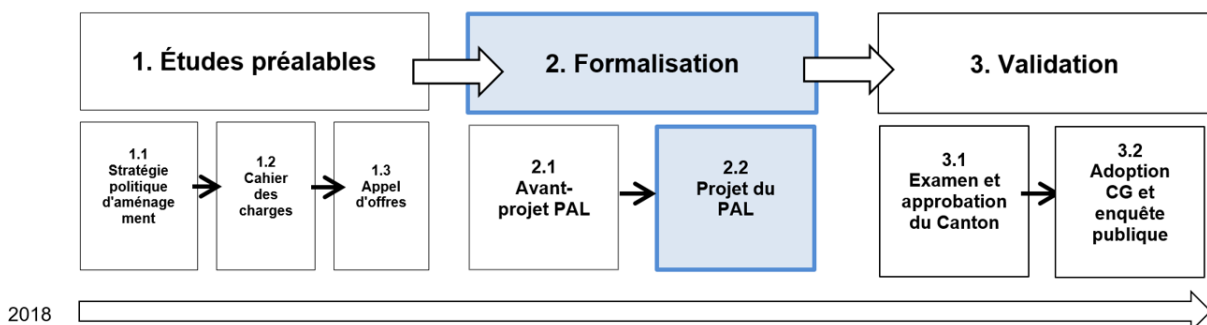 1. Études préalables
2. Formalisation
3. Validation
1.1
Stratégie
politique
d'aménage
ment
1.2
Cahier
des
charges
1.3
Appel
d'offres
2.1
Avant-
projet PAL
2.2
Projet du
PAL
3.1
Examen et
approbation
du Canton
3.2
Adoption
CG et
enquête
publique
2018